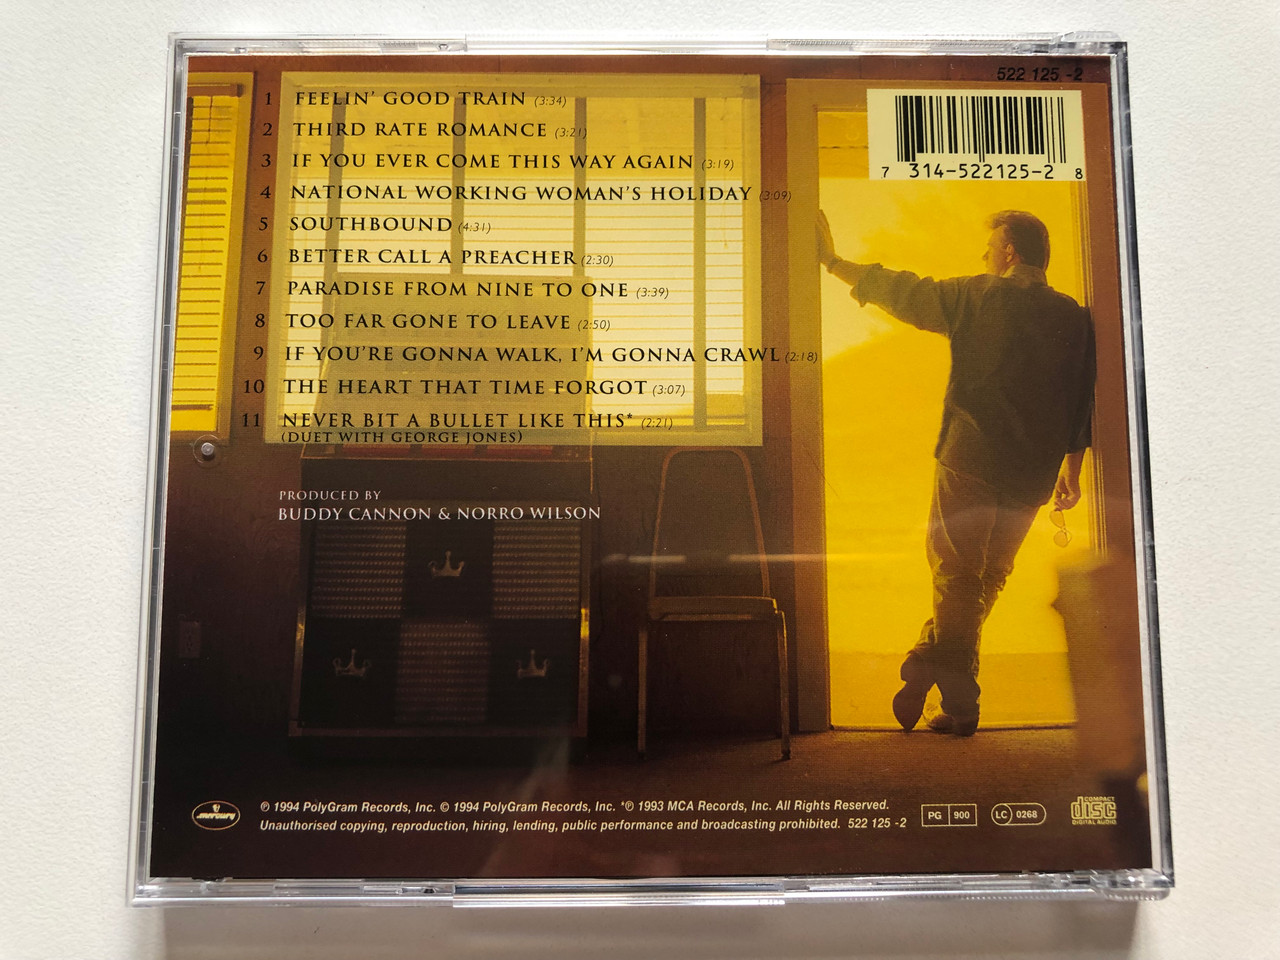 522 125 -2
1 FEELIN' GOOD TRAIN (3:34)
2 THIRD RATE ROMANCE (3:21)
3 IF YOU EVER COME THIS WAY AGAIN (3:19)
4 NATIONAL WORKING WOMAN'S HOLIDAY (3:09)
5 SOUTHBOUND (4:31)
6 BETTER CALL A PREACHER (2:30)
7 PARADISE FROM NINE TO ONE (3:39)
8 TOO FAR GONE TO LEAVE (2:50)
9 IF YOU'RE GONNA WALK, I'M GONNA CRAWL (2:18)
10 THE HEART THAT TIME FORGOT (3:07)
11 NEVER BIT A BULLET LIKE THIS* (2:21)
(DUET WITH GEORGE JONES)
7 314-522125-2 8
PRODUCED BY
BUDDY CANNON & NORRO WILSON
mercury
℗ 1994 PolyGram Records, Inc. © 1994 PolyGram Records, Inc. *℗ 1993 MCA Records, Inc. All Rights Reserved.
Unauthorised copying, reproduction, hiring, lending, public performance and broadcasting prohibited. 522 125 -2
PG 900
LC 0268
COMPACT
disc
DIGITAL AUDIO